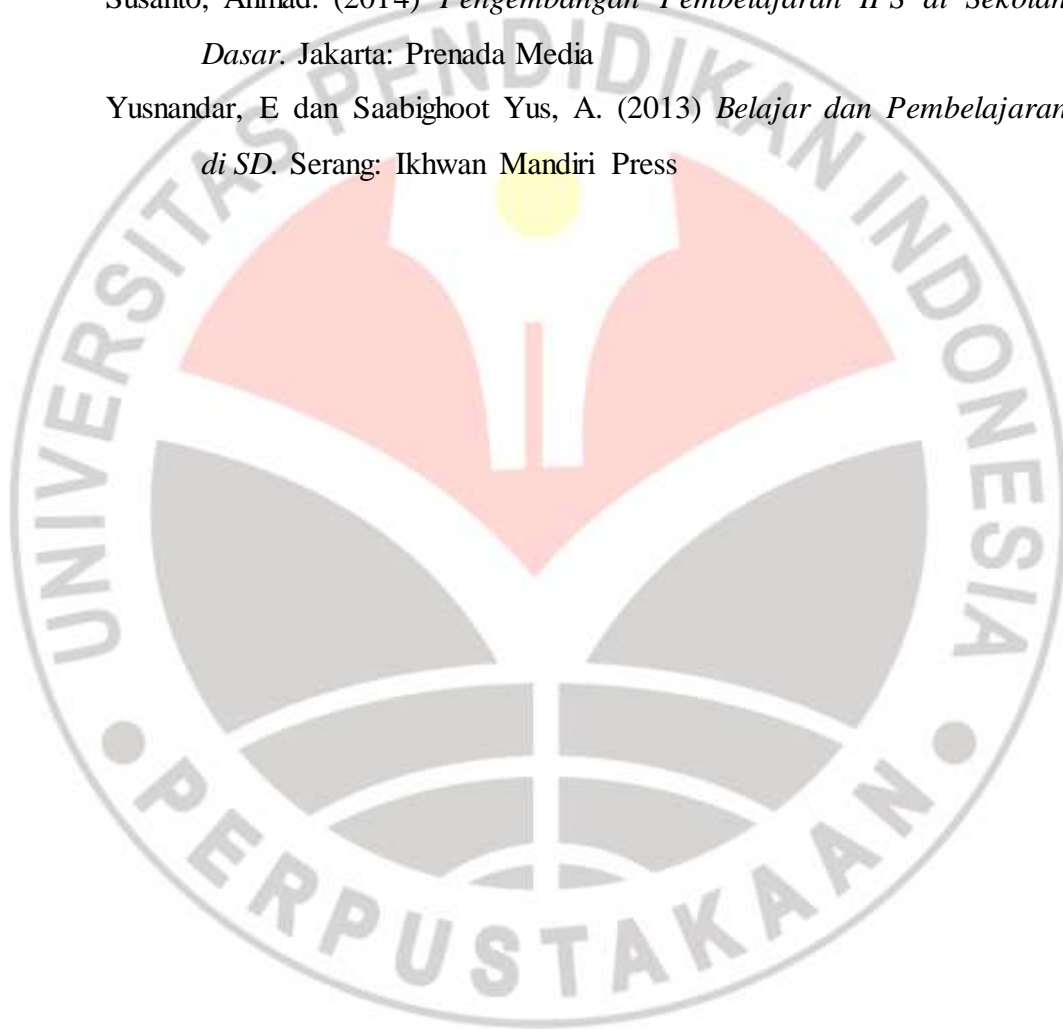 Susanto, Ahmad. (2014) Pengembangan Pembelajaran IPS di Sekolah
Dasar. Jakarta: Prenada Media
Yusnandar, E dan Saabighoot Yus, A. (2013) Belajar dan Pembelajaran
di SD. Serang: Ikhwan Mandiri Press
UNIVERSITAS PENDIDIKAN INDONESIA
PERPUSTAKAAN